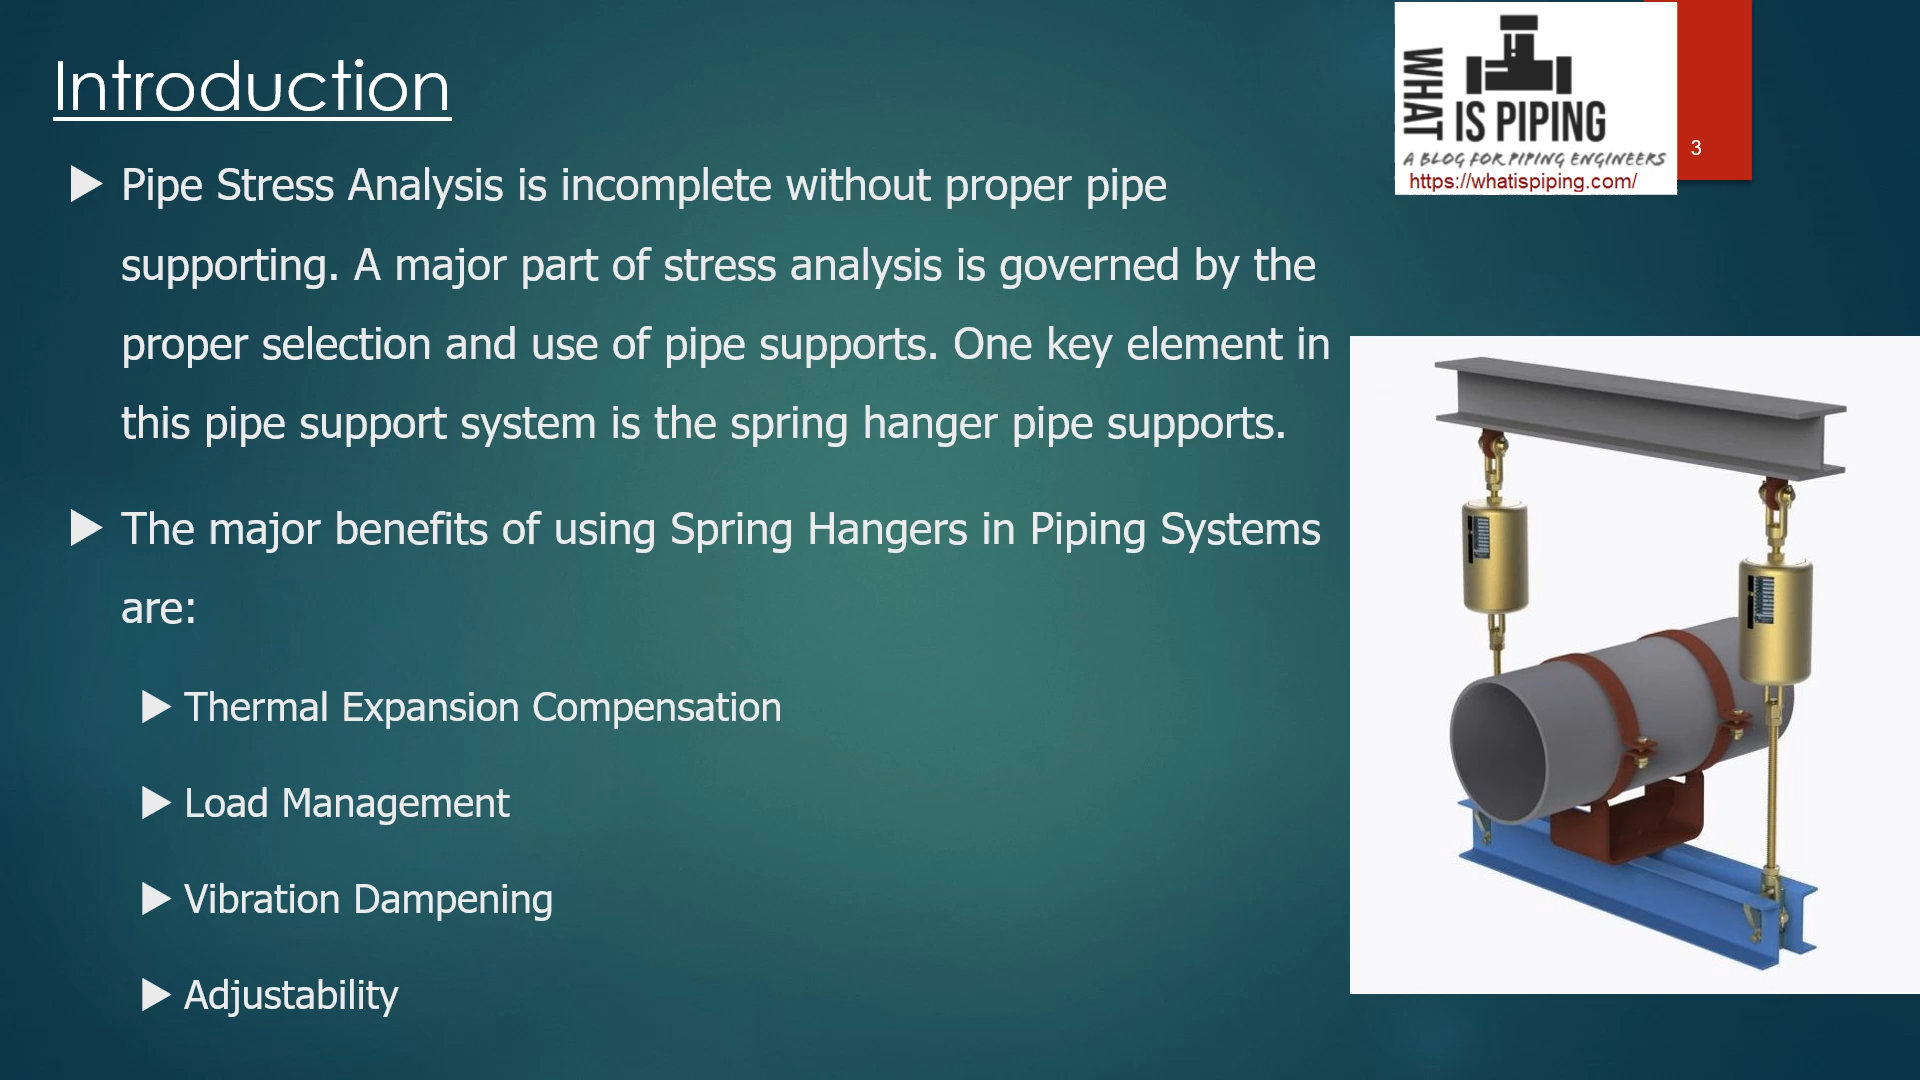 Introduction
Pipe Stress Analysis is incomplete without proper pipe
supporting. A major part of stress analysis is governed by the
proper selection and use of pipe supports. One key element in
this pipe support system is the spring hanger pipe supports.
The major benefits of using Spring Hangers in Piping Systems
are:
Thermal Expansion Compensation
Load Management
Vibration Dampening
Adjustability
WHAT
IS PIPING
A BLOG FOR PIPING ENGINEERS
https://whatispiping.com/
3